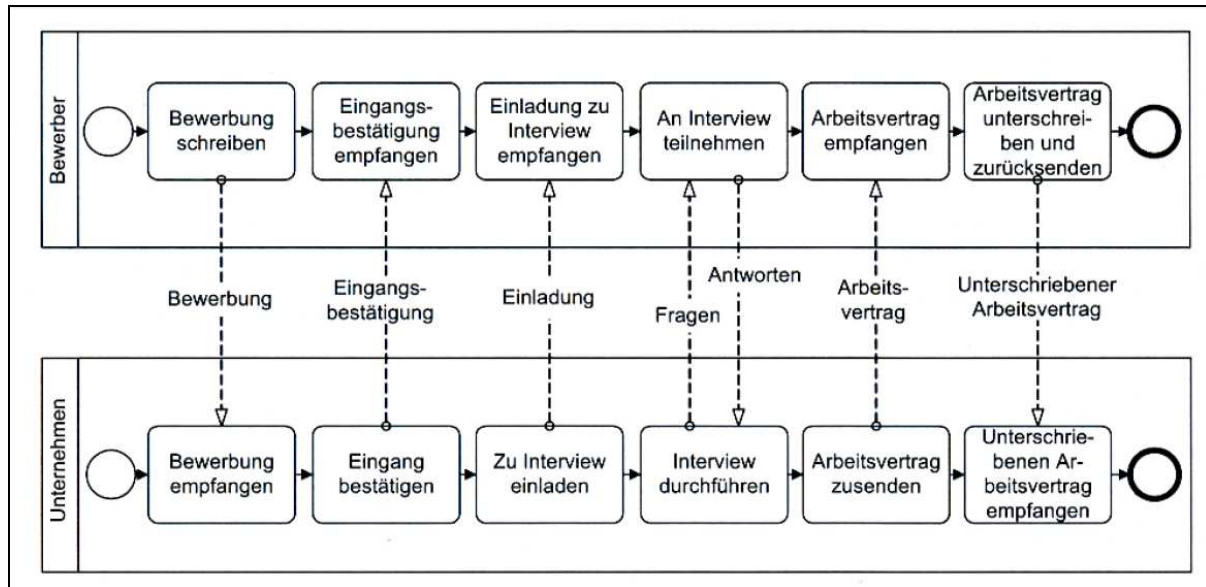 Bewerber
Bewerbung
schreiben
Eingangs-
bestätigung
empfangen
Einladung zu
Interview
empfangen
An Interview
teilnehmen
Arbeitsvertrag
empfangen
Arbeitsvertrag
unterschrei-
ben und
zurücksenden
Bewerbung
Eingangs-
bestätigung
Einladung
Fragen
Antworten
Arbeits-
vertrag
Unterschriebener
Arbeitsvertrag
Unternehmen
Bewerbung
empfangen
Eingang
bestätigen
Zu Interview
einladen
Interview
durchführen
Arbeitsvertrag
zusenden
Unterschrie-
benen Ar-
beitsvertrag
empfangen